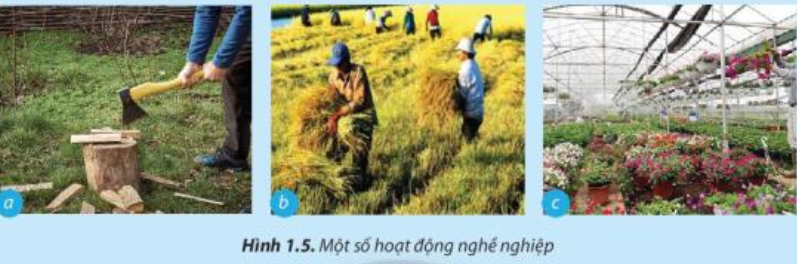 a
b
c
Hình 1.5. Một số hoạt động nghề nghiệp